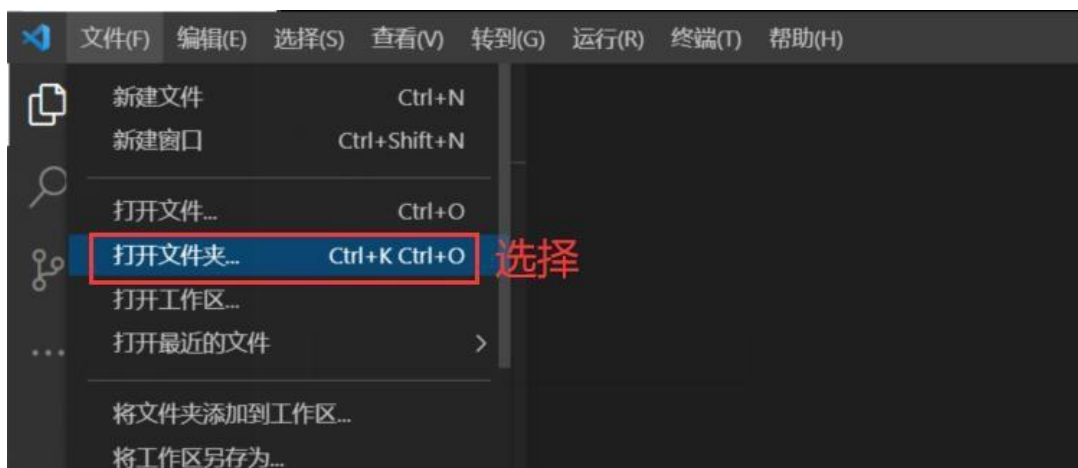 文件(F) 编辑(E) 选择(S) 查看(V) 转到(G) 运行(R) 终端(T) 帮助(H)
新建文件 Ctrl+N
新建窗口 Ctrl+Shift+N
打开文件... Ctrl+O
打开文件夹... Ctrl+K Ctrl+O 选择
打开工作区...
打开最近的文件
将文件夹添加到工作区...
将工作区另存为...